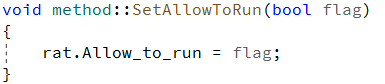 void method::SetAllowToRun(bool flag)
{
    rat.Allow_to_run = flag;
}